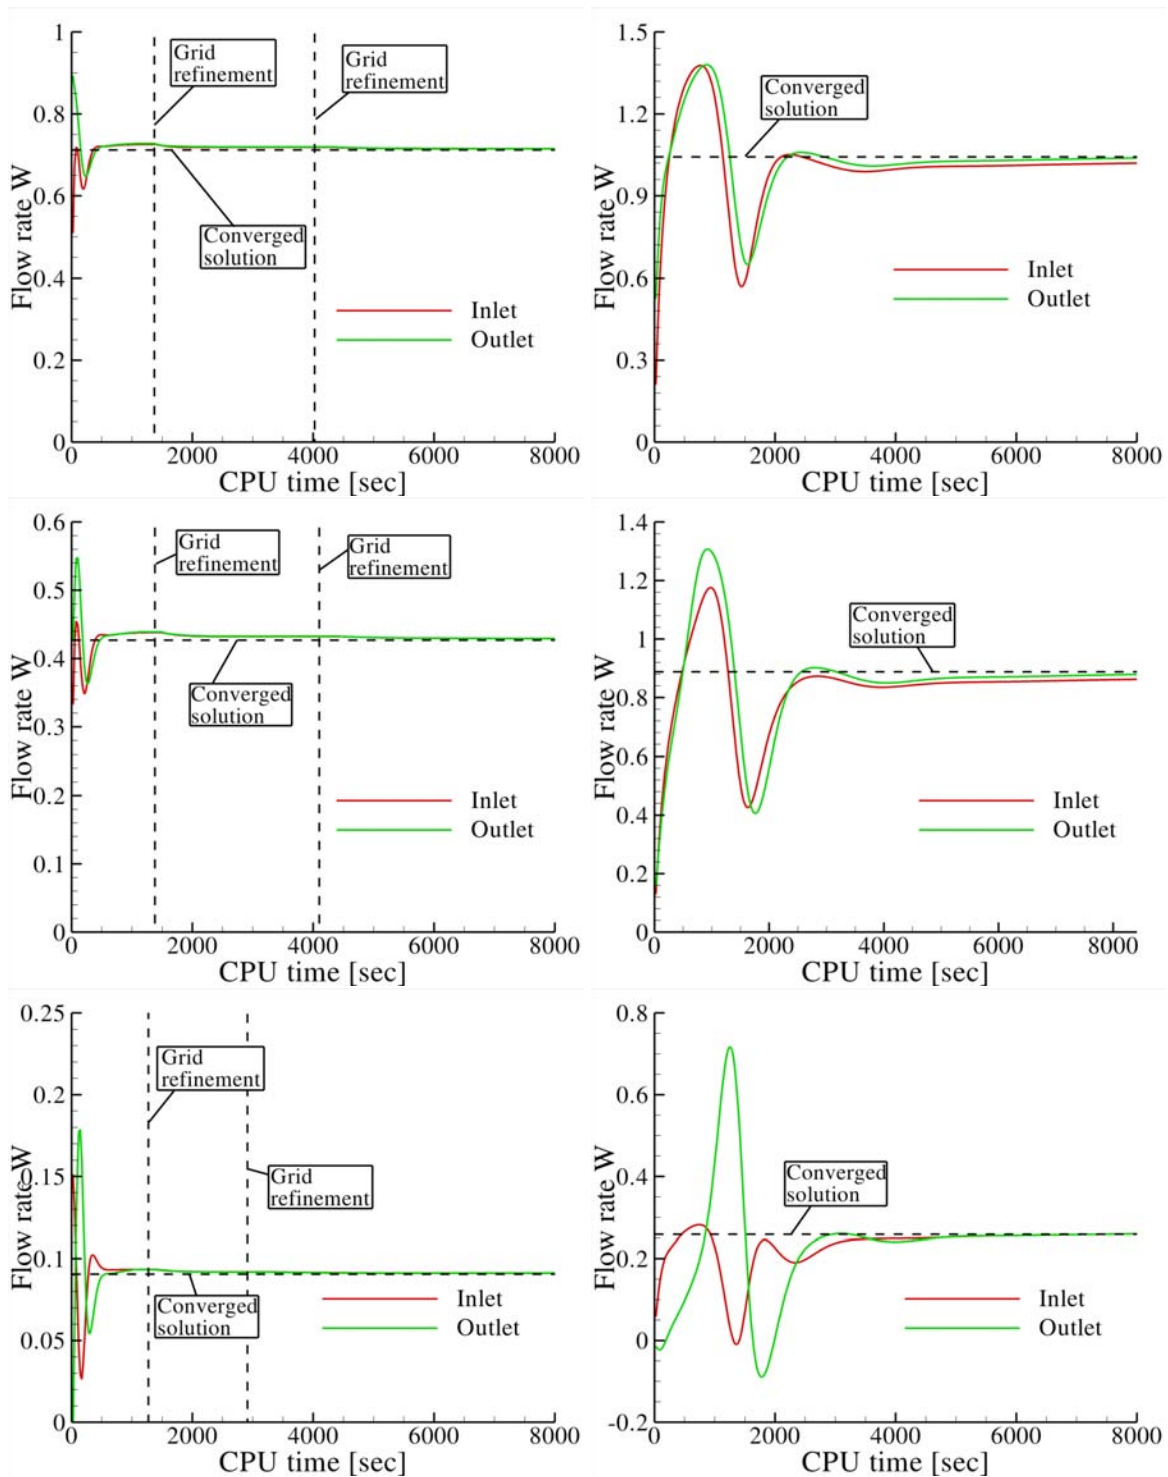 1
0.8
0.6
0.4
0.2
0
0
2000
4000
6000
8000
Flow rate W
CPU time [sec]
Grid
refinement
Grid
refinement
Converged
solution
Inlet
Outlet
1.5
1.2
0.9
0.6
0.3
0
0
2000
4000
6000
8000
Flow rate W
CPU time [sec]
Converged
solution
Inlet
Outlet
0.6
0.5
0.4
0.3
0.2
0.1
0
0
2000
4000
6000
8000
Flow rate W
CPU time [sec]
Grid
refinement
Grid
refinement
Converged
solution
Inlet
Outlet
1.4
1.2
1
0.8
0.6
0.4
0.2
0
0
2000
4000
6000
8000
Flow rate W
CPU time [sec]
Converged
solution
Inlet
Outlet
0.25
0.2
0.15
0.1
0.05
0
0
2000
4000
6000
8000
Flow rate W
CPU time [sec]
Grid
refinement
Grid
refinement
Converged
solution
Inlet
Outlet
0.8
0.6
0.4
0.2
0
-0.2
0
2000
4000
6000
8000
Flow rate W
CPU time [sec]
Converged
solution
Inlet
Outlet